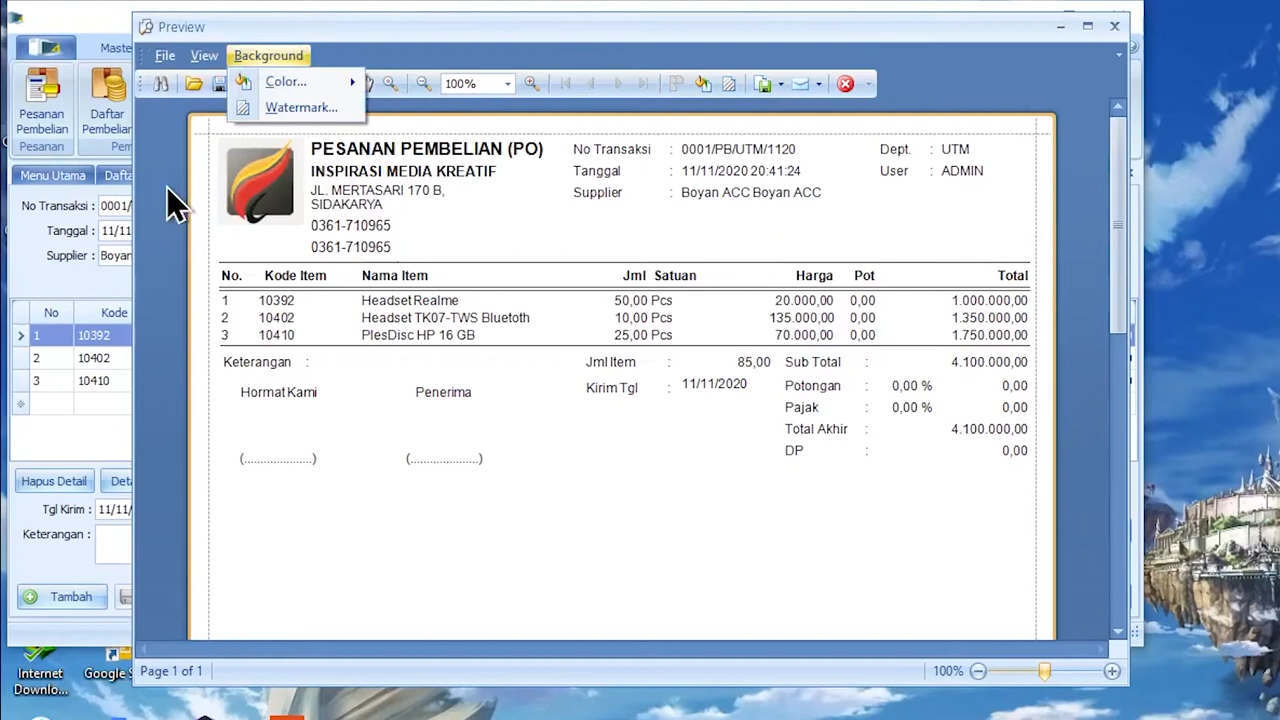 Preview
Maste
File View Background
Color...
Watermark...
100%
Pesanan
Pembelian
Pesanan
Daftar
Pembelian
Menu Utama
No Transaksi : 0001/
Tanggal : 11/11
Supplier : Boyan
No Kode
1 10392
2 10402
3 10410
Hapus Detail
Tgl Kirim : 11/11/
Keterangan :
Tambah
PESANAN PEMBELIAN (PO)
INSPIRASI MEDIA KREATIF
JL. MERTASARI 170 B,
SIDAKARYA
0361-710965
0361-710965
No Transaksi : 0001/PB/UTM/1120
Tanggal : 11/11/2020 20:41:24
Supplier : Boyan ACC Boyan ACC
Dept. : UTM
User : ADMIN
No. Kode Item Nama Item Jml Satuan Harga Pot Total
1 10392 Headset Realme 50,00 Pcs 20.000,00 0,00 1.000.000,00
2 10402 Headset TK07-TWS Bluetoth 10,00 Pcs 135.000,00 0,00 1.350.000,00
3 10410 PlesDisc HP 16 GB 25,00 Pcs 70.000,00 0,00 1.750.000,00
Keterangan :
Hormat Kami Penerima
(....................) (....................)
Jml Item : 85,00
Kirim Tgl : 11/11/2020
Sub Total : 4.100.000,00
Potongan : 0,00 % 0,00
Pajak : 0,00 % 0,00
Total Akhir : 4.100.000,00
DP : 0,00
Page 1 of 1
100%
Internet
Downlo...
Google